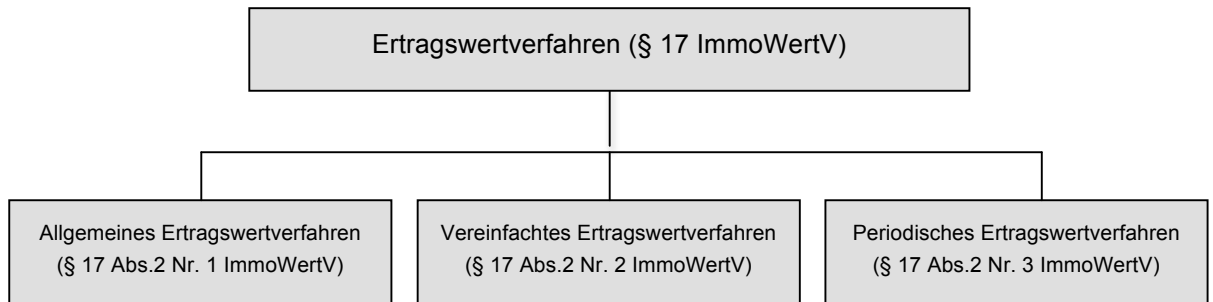 Ertragswertverfahren (§ 17 ImmoWertV)
Allgemeines Ertragswertverfahren
(§ 17 Abs.2 Nr. 1 ImmoWertV)
Vereinfachtes Ertragswertverfahren
(§ 17 Abs.2 Nr. 2 ImmoWertV)
Periodisches Ertragswertverfahren
(§ 17 Abs.2 Nr. 3 ImmoWertV)